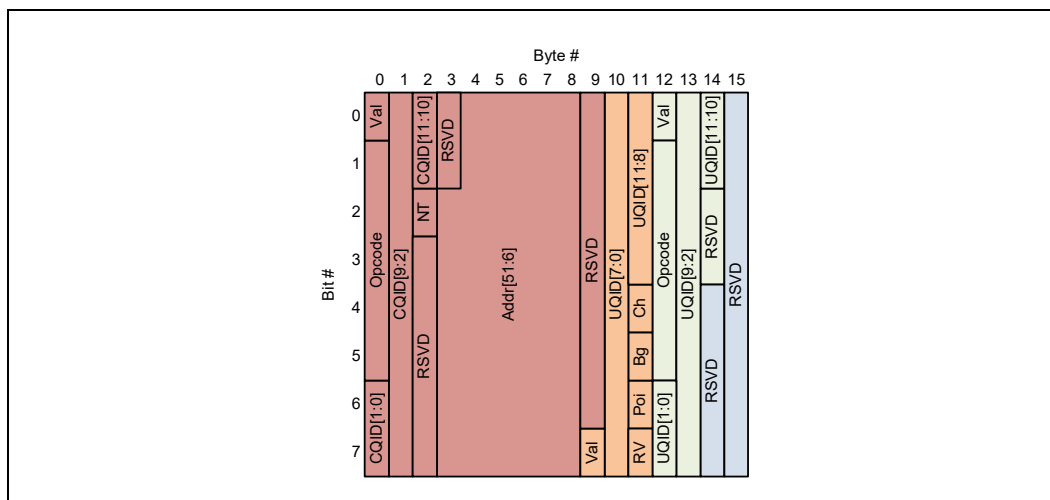 Byte #
0 1 2 3 4 5 6 7 8 9 10 11 12 13 14 15
Bit #
0
1
2
3
4
5
6
7
Val
Opcode
CQID[1:0]
CQID[9:2]
CQID[11:10]
NT
RSVD
RSVD
Addr[51:6]
RSVD
Val
UQID[7:0]
UQID[11:8]
Ch
Bg
Poi
RV
Val
Opcode
UQID[1:0]
UQID[9:2]
UQID[11:10]
RSVD
RSVD
RSVD